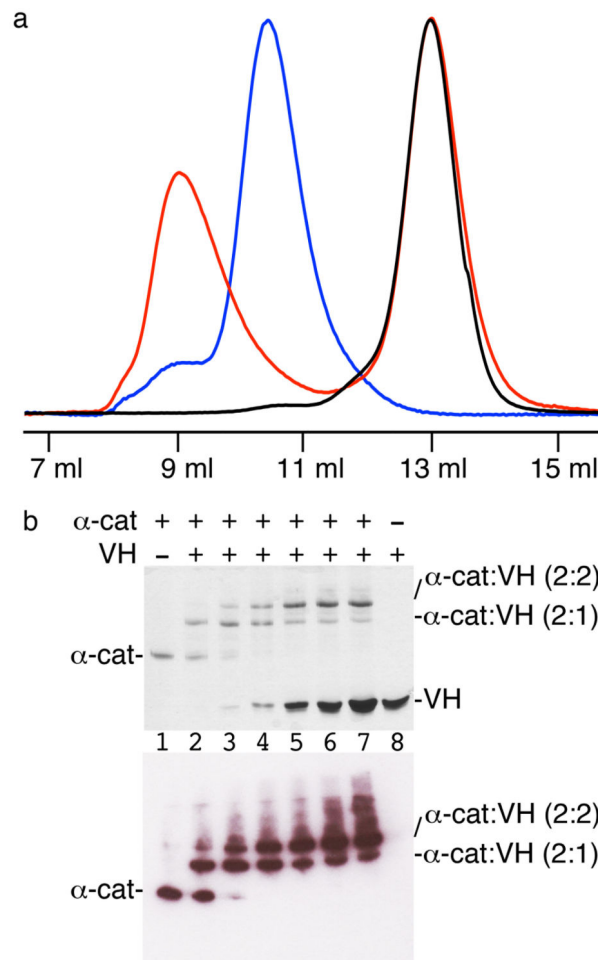 a
7 ml 9 ml 11 ml 13 ml 15 ml
b
α-cat + + + + + + + –
VH – + + + + + + +
α-cat:VH (2:2)
α-cat:VH (2:1)
α-cat-
-VH
1 2 3 4 5 6 7 8
α-cat:VH (2:2)
α-cat:VH (2:1)
α-cat-